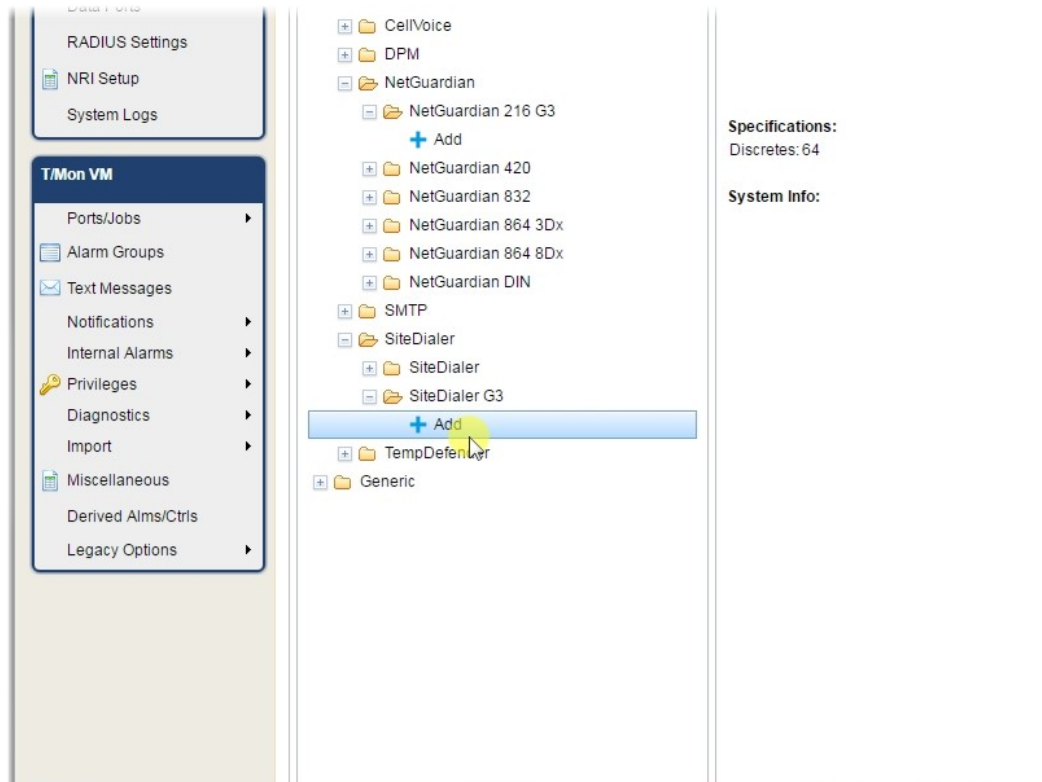 Data Ports
RADIUS Settings
NRI Setup
System Logs
T/Mon VM
Ports/Jobs
Alarm Groups
Text Messages
Notifications
Internal Alarms
Privileges
Diagnostics
Import
Miscellaneous
Derived Alms/Ctrls
Legacy Options
CellVoice
DPM
NetGuardian
NetGuardian 216 G3
Add
NetGuardian 420
NetGuardian 832
NetGuardian 864 3Dx
NetGuardian 864 8Dx
NetGuardian DIN
SMTP
SiteDialer
SiteDialer
SiteDialer G3
Add
TempDefender
Generic
Specifications:
Discretes: 64
System Info: